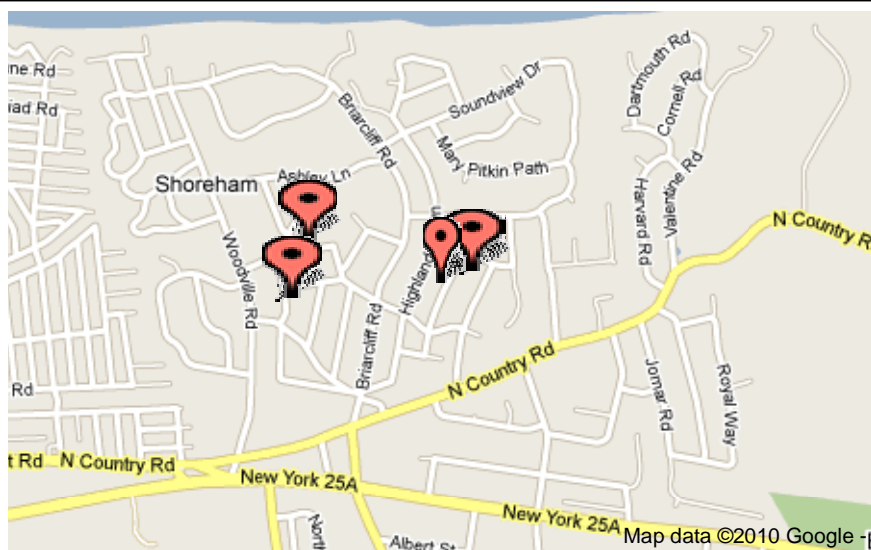 Dartmouth Rd
ne Rd
Soundview Dr
Cornell Rd
iad Rd
Briarcliff Rd
Mary Pitkin Path
Ashley Ln
Shoreham
Valentine Rd
Harvard Rd
N Country R
Woodville Rd
Highland
Briarcliff Rd
N Country Rd
Jomar Rd
Royal Way
Rd
t Rd
N Country Rd
New York 25A
New York 25A
North
Albert St
Map data ©2010 Google -